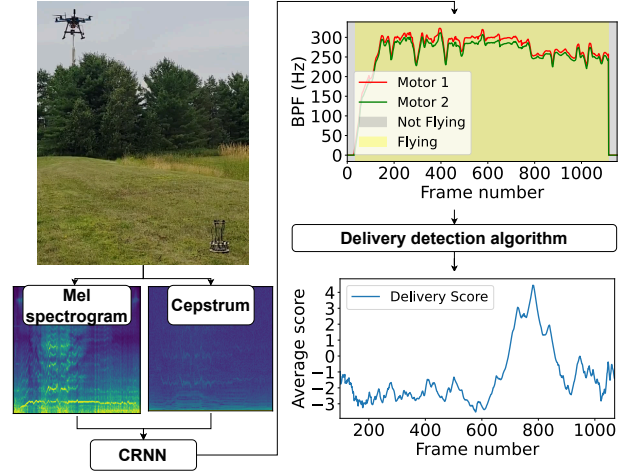 Mel
spectrogram
Cepstrum
CRNN
BPF (Hz)
300
250
200
150
100
50
0
Motor 1
Motor 2
Not Flying
Flying
0 200 400 600 800 1000
Frame number
Delivery detection algorithm
Average score
4
3
2
1
0
−1
−2
−3
Delivery Score
200 400 600 800 1000
Frame number